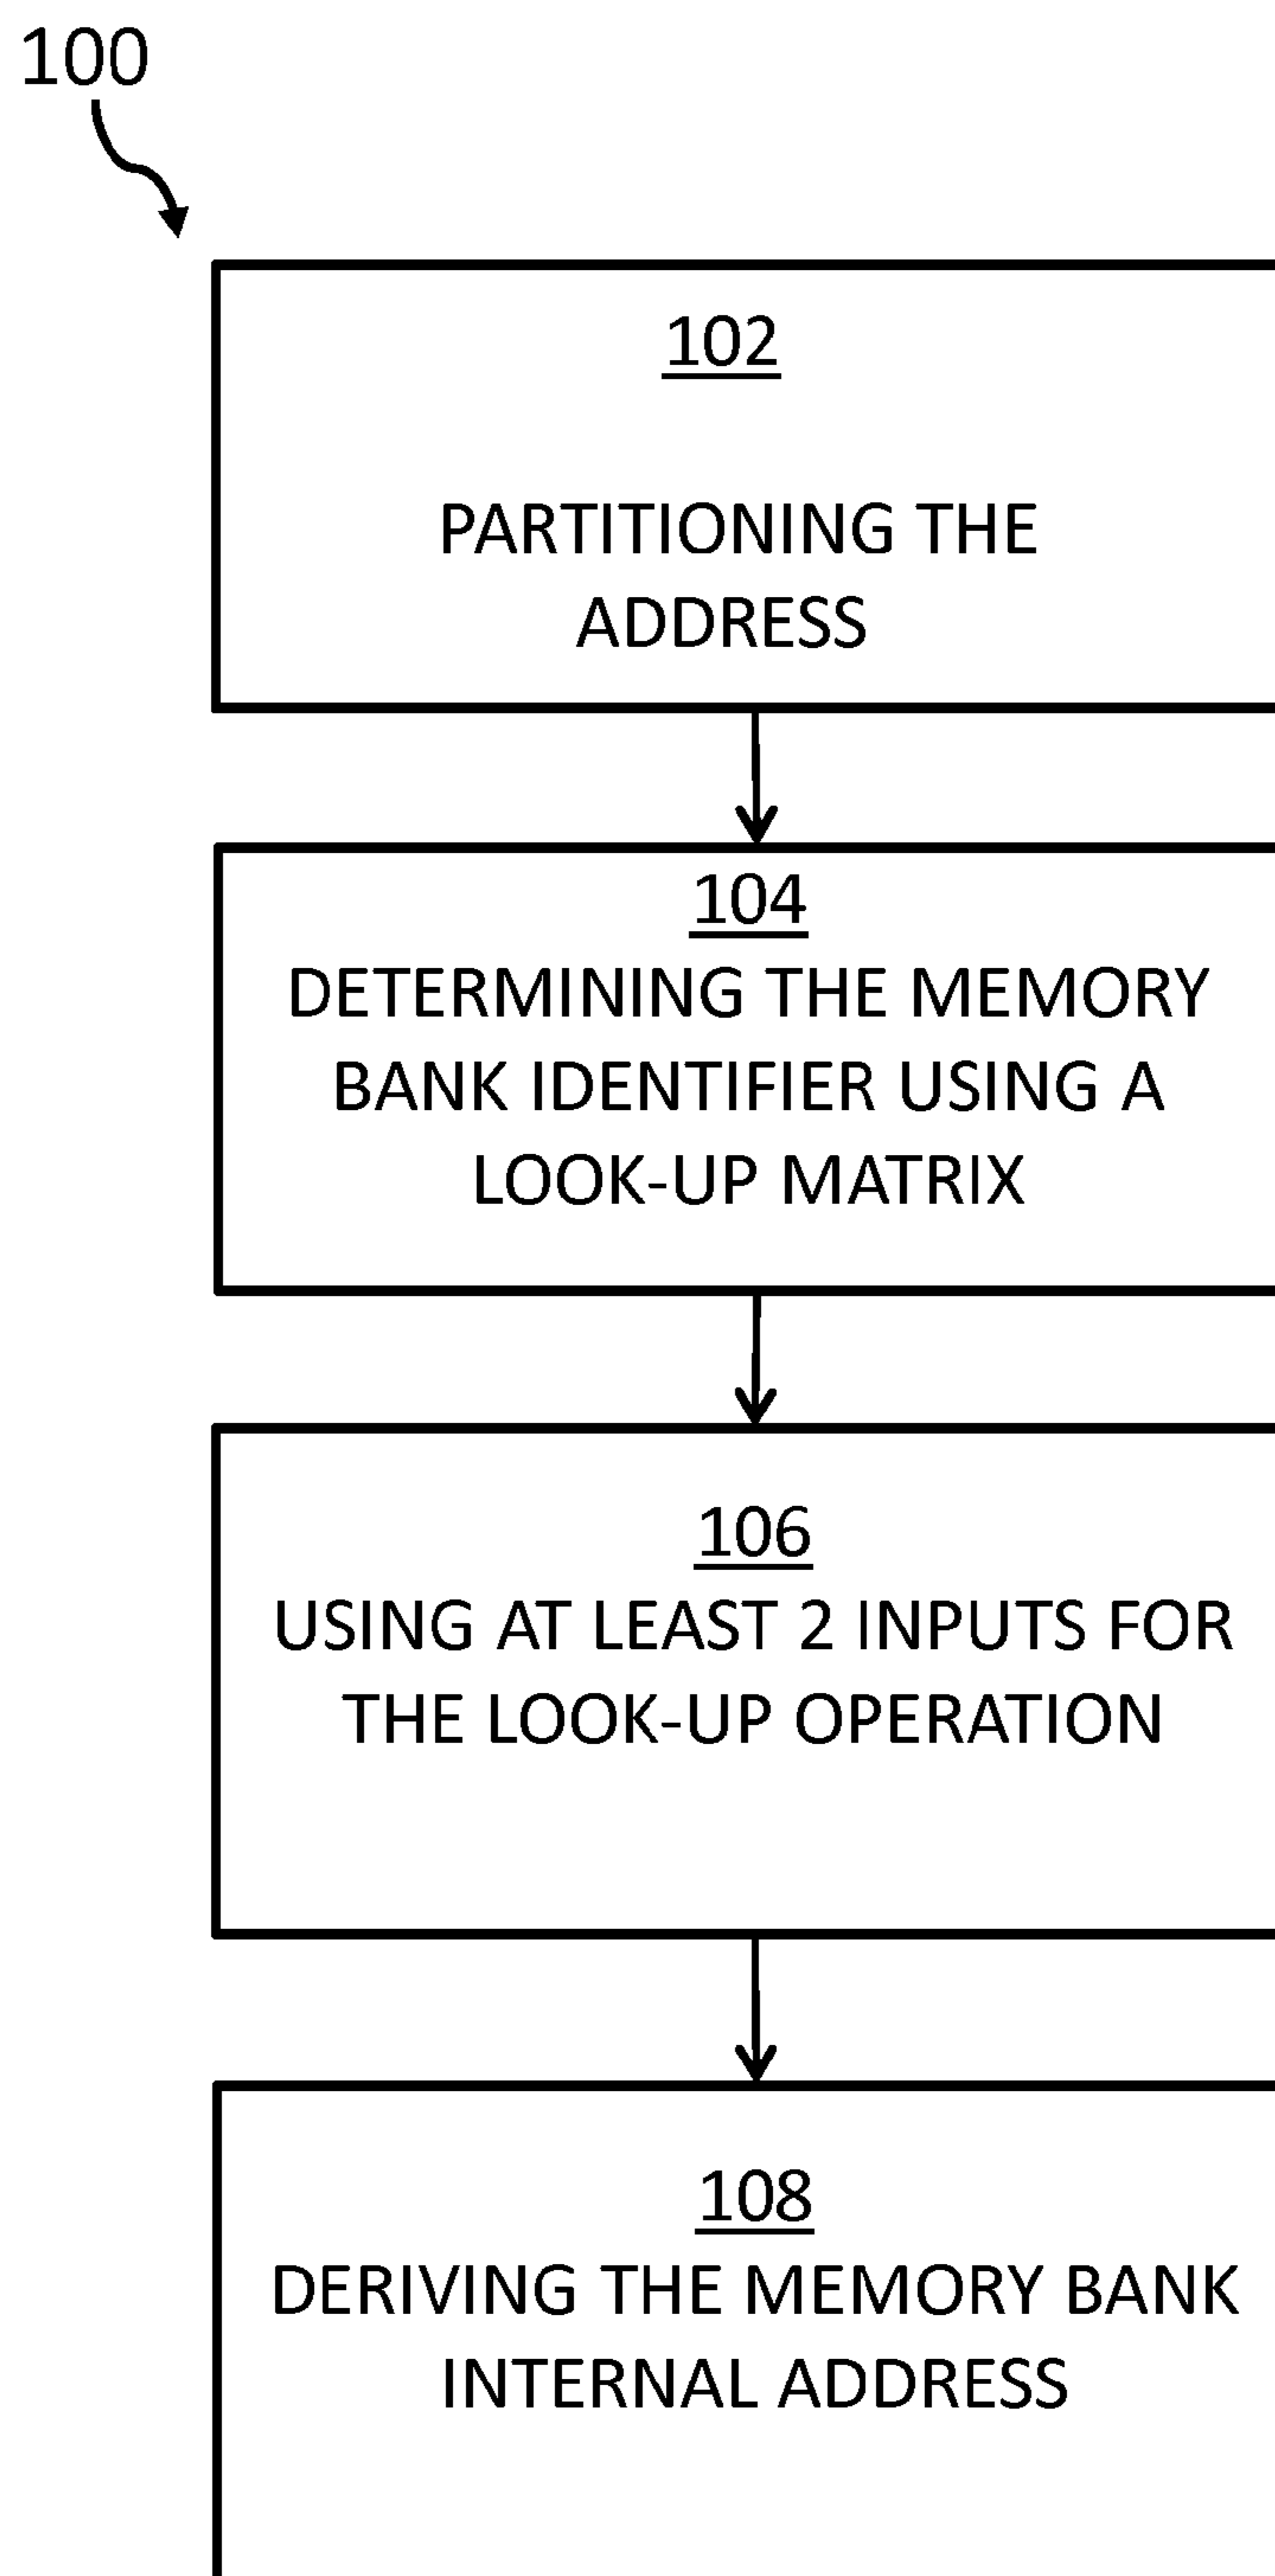 100
102
PARTITIONING THE
ADDRESS
104
DETERMINING THE MEMORY
BANK IDENTIFIER USING A
LOOK-UP MATRIX
106
USING AT LEAST 2 INPUTS FOR
THE LOOK-UP OPERATION
108
DERIVING THE MEMORY BANK
INTERNAL ADDRESS